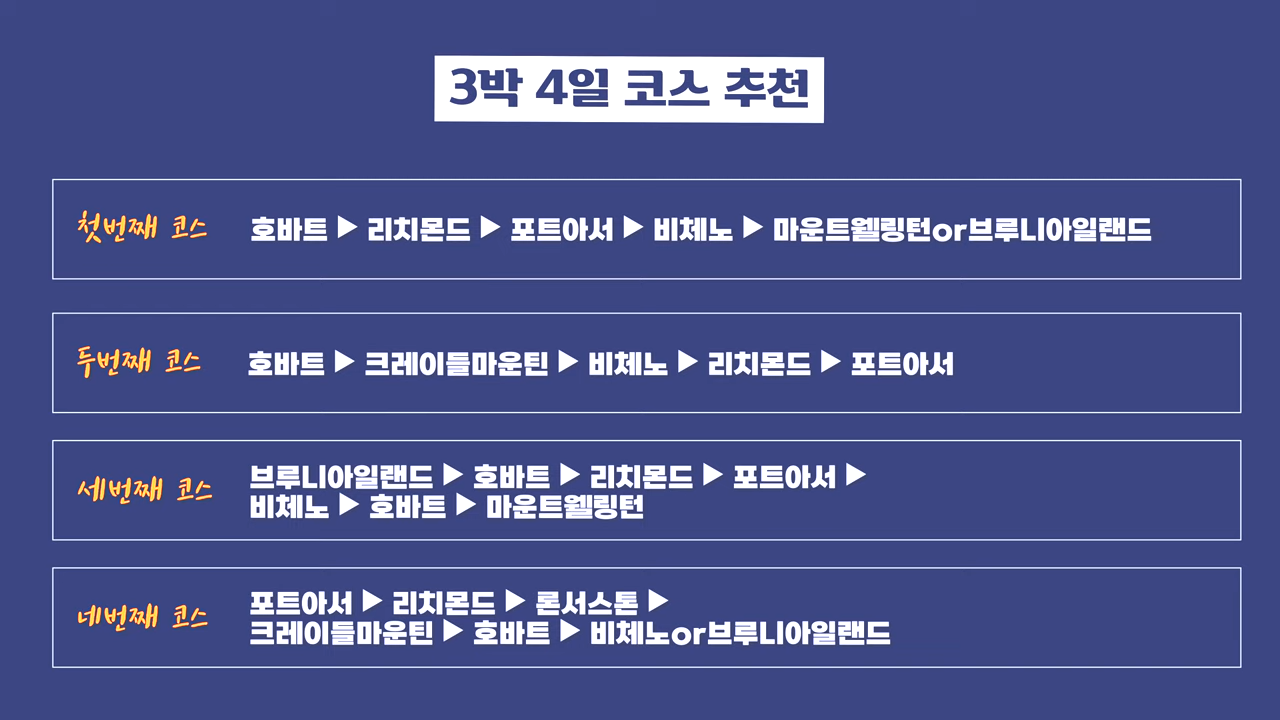 3박 4일 코스 추천
첫번째 코스 호바트 ▶ 리치몬드 ▶ 포트아서 ▶ 비체노 ▶ 마운트웰링턴or브루니아일랜드
두번째 코스 호바트 ▶ 크레이들마운틴 ▶ 비체노 ▶ 리치몬드 ▶ 포트아서
세번째 코스 브루니아일랜드 ▶ 호바트 ▶ 리치몬드 ▶ 포트아서 ▶
비체노 ▶ 호바트 ▶ 마운트웰링턴
네번째 코스 포트아서 ▶ 리치몬드 ▶ 론서스톤 ▶
크레이들마운틴 ▶ 호바트 ▶ 비체노or브루니아일랜드